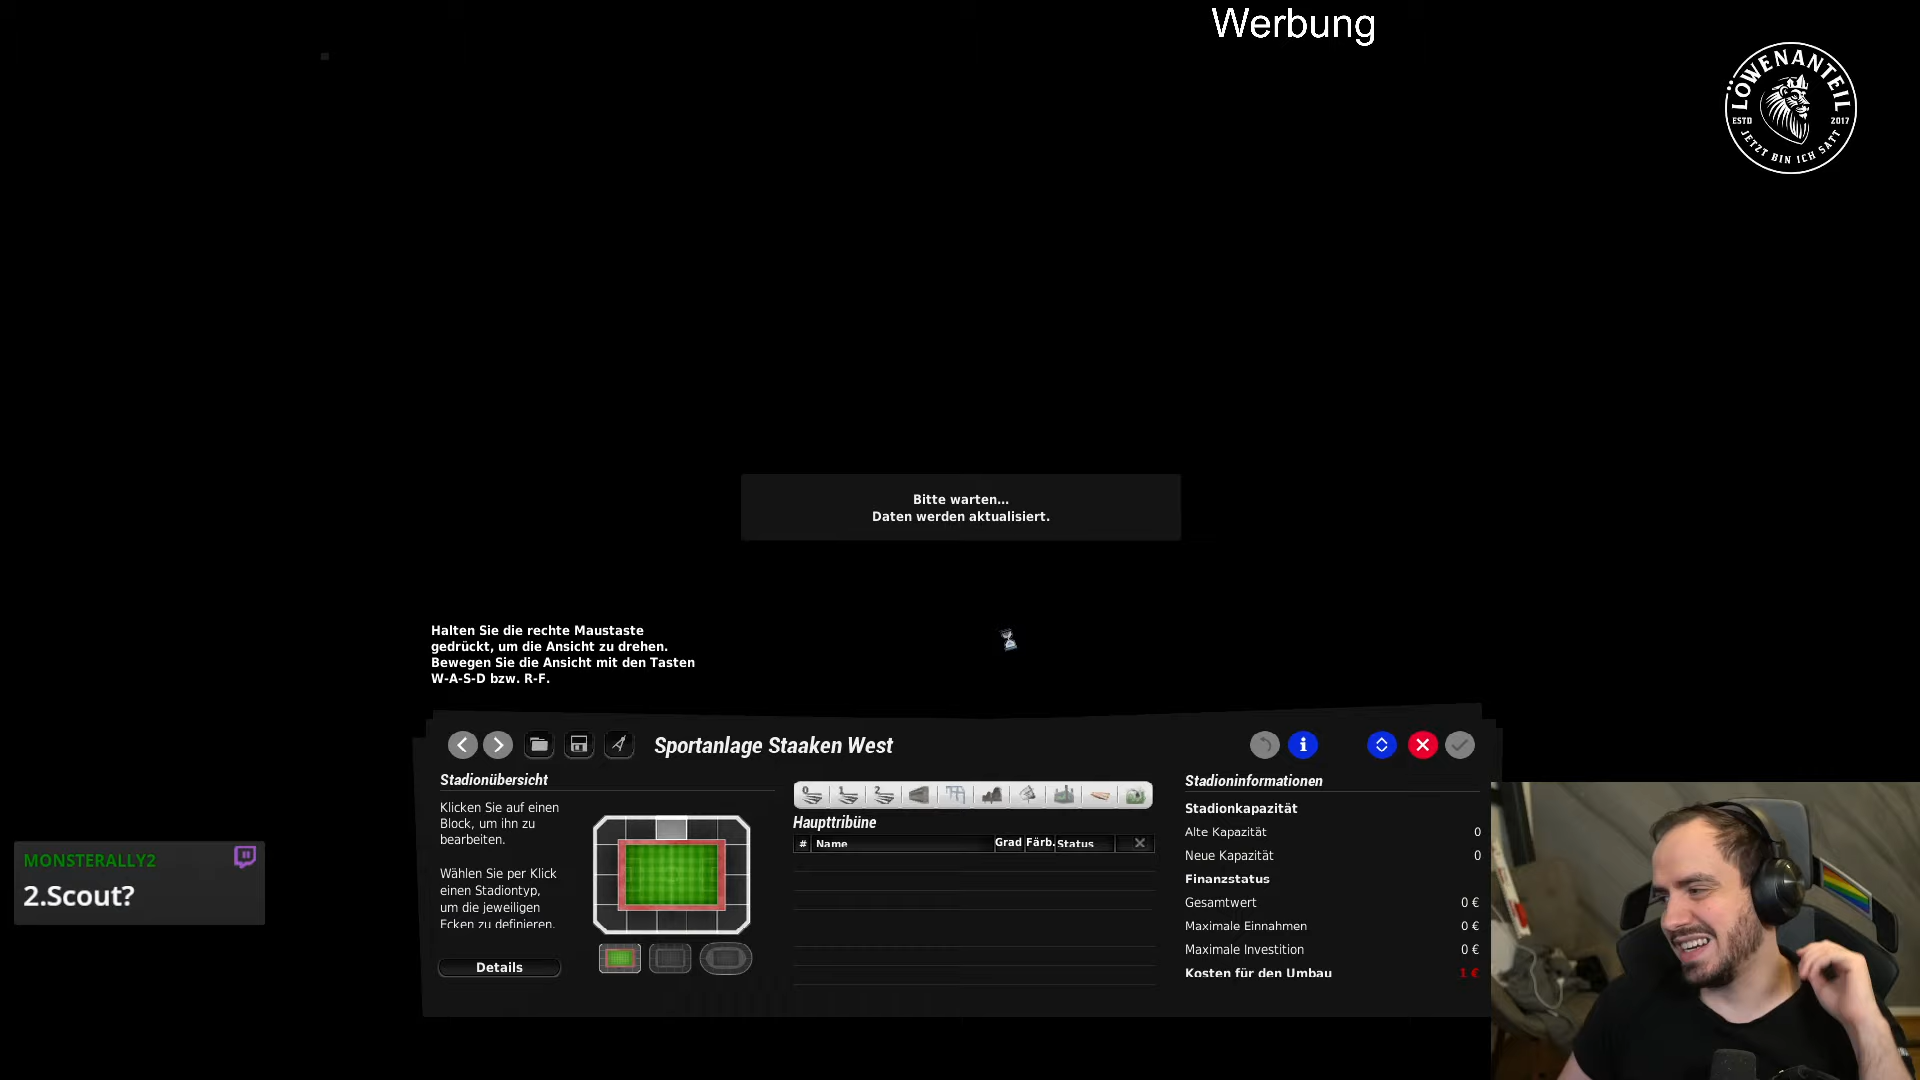 Werbung
LÖWENANTEIL
ESTD 2017
JETZT BIN ICH SATT
Bitte warten...
Daten werden aktualisiert.
Halten Sie die rechte Maustaste
gedrückt, um die Ansicht zu drehen.
Bewegen Sie die Ansicht mit den Tasten
W-A-S-D bzw. R-F.
Sportanlage Staaken West
Stadionübersicht
Klicken Sie auf einen
Block, um ihn zu
bearbeiten.
Wählen Sie per Klick
einen Stadiontyp,
um die jeweiligen
Ecken zu definieren.
Details
0 1 2
Haupttribüne
# Name Grad Färb. Status
Stadioninformationen
Stadionkapazität
Alte Kapazität 0
Neue Kapazität 0
Finanzstatus
Gesamtwert 0 €
Maximale Einnahmen 0 €
Maximale Investition 0 €
Kosten für den Umbau 1 €
MONSTERALLY2
2.Scout?